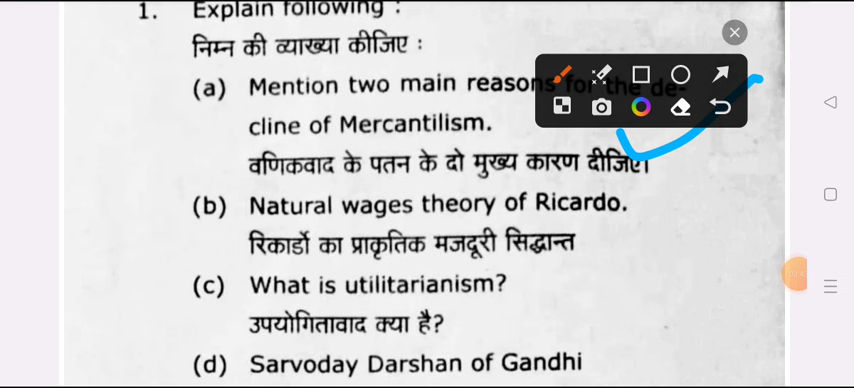 1. Explain following :
निम्न की व्याख्या कीजिए :
(a) Mention two main reasons for the de-
cline of Mercantilism.
वणिकवाद के पतन के दो मुख्य कारण दीजिए।
(b) Natural wages theory of Ricardo.
रिकार्डो का प्राकृतिक मजदूरी सिद्धान्त
(c) What is utilitarianism?
उपयोगितावाद क्या है?
(d) Sarvoday Darshan of Gandhi